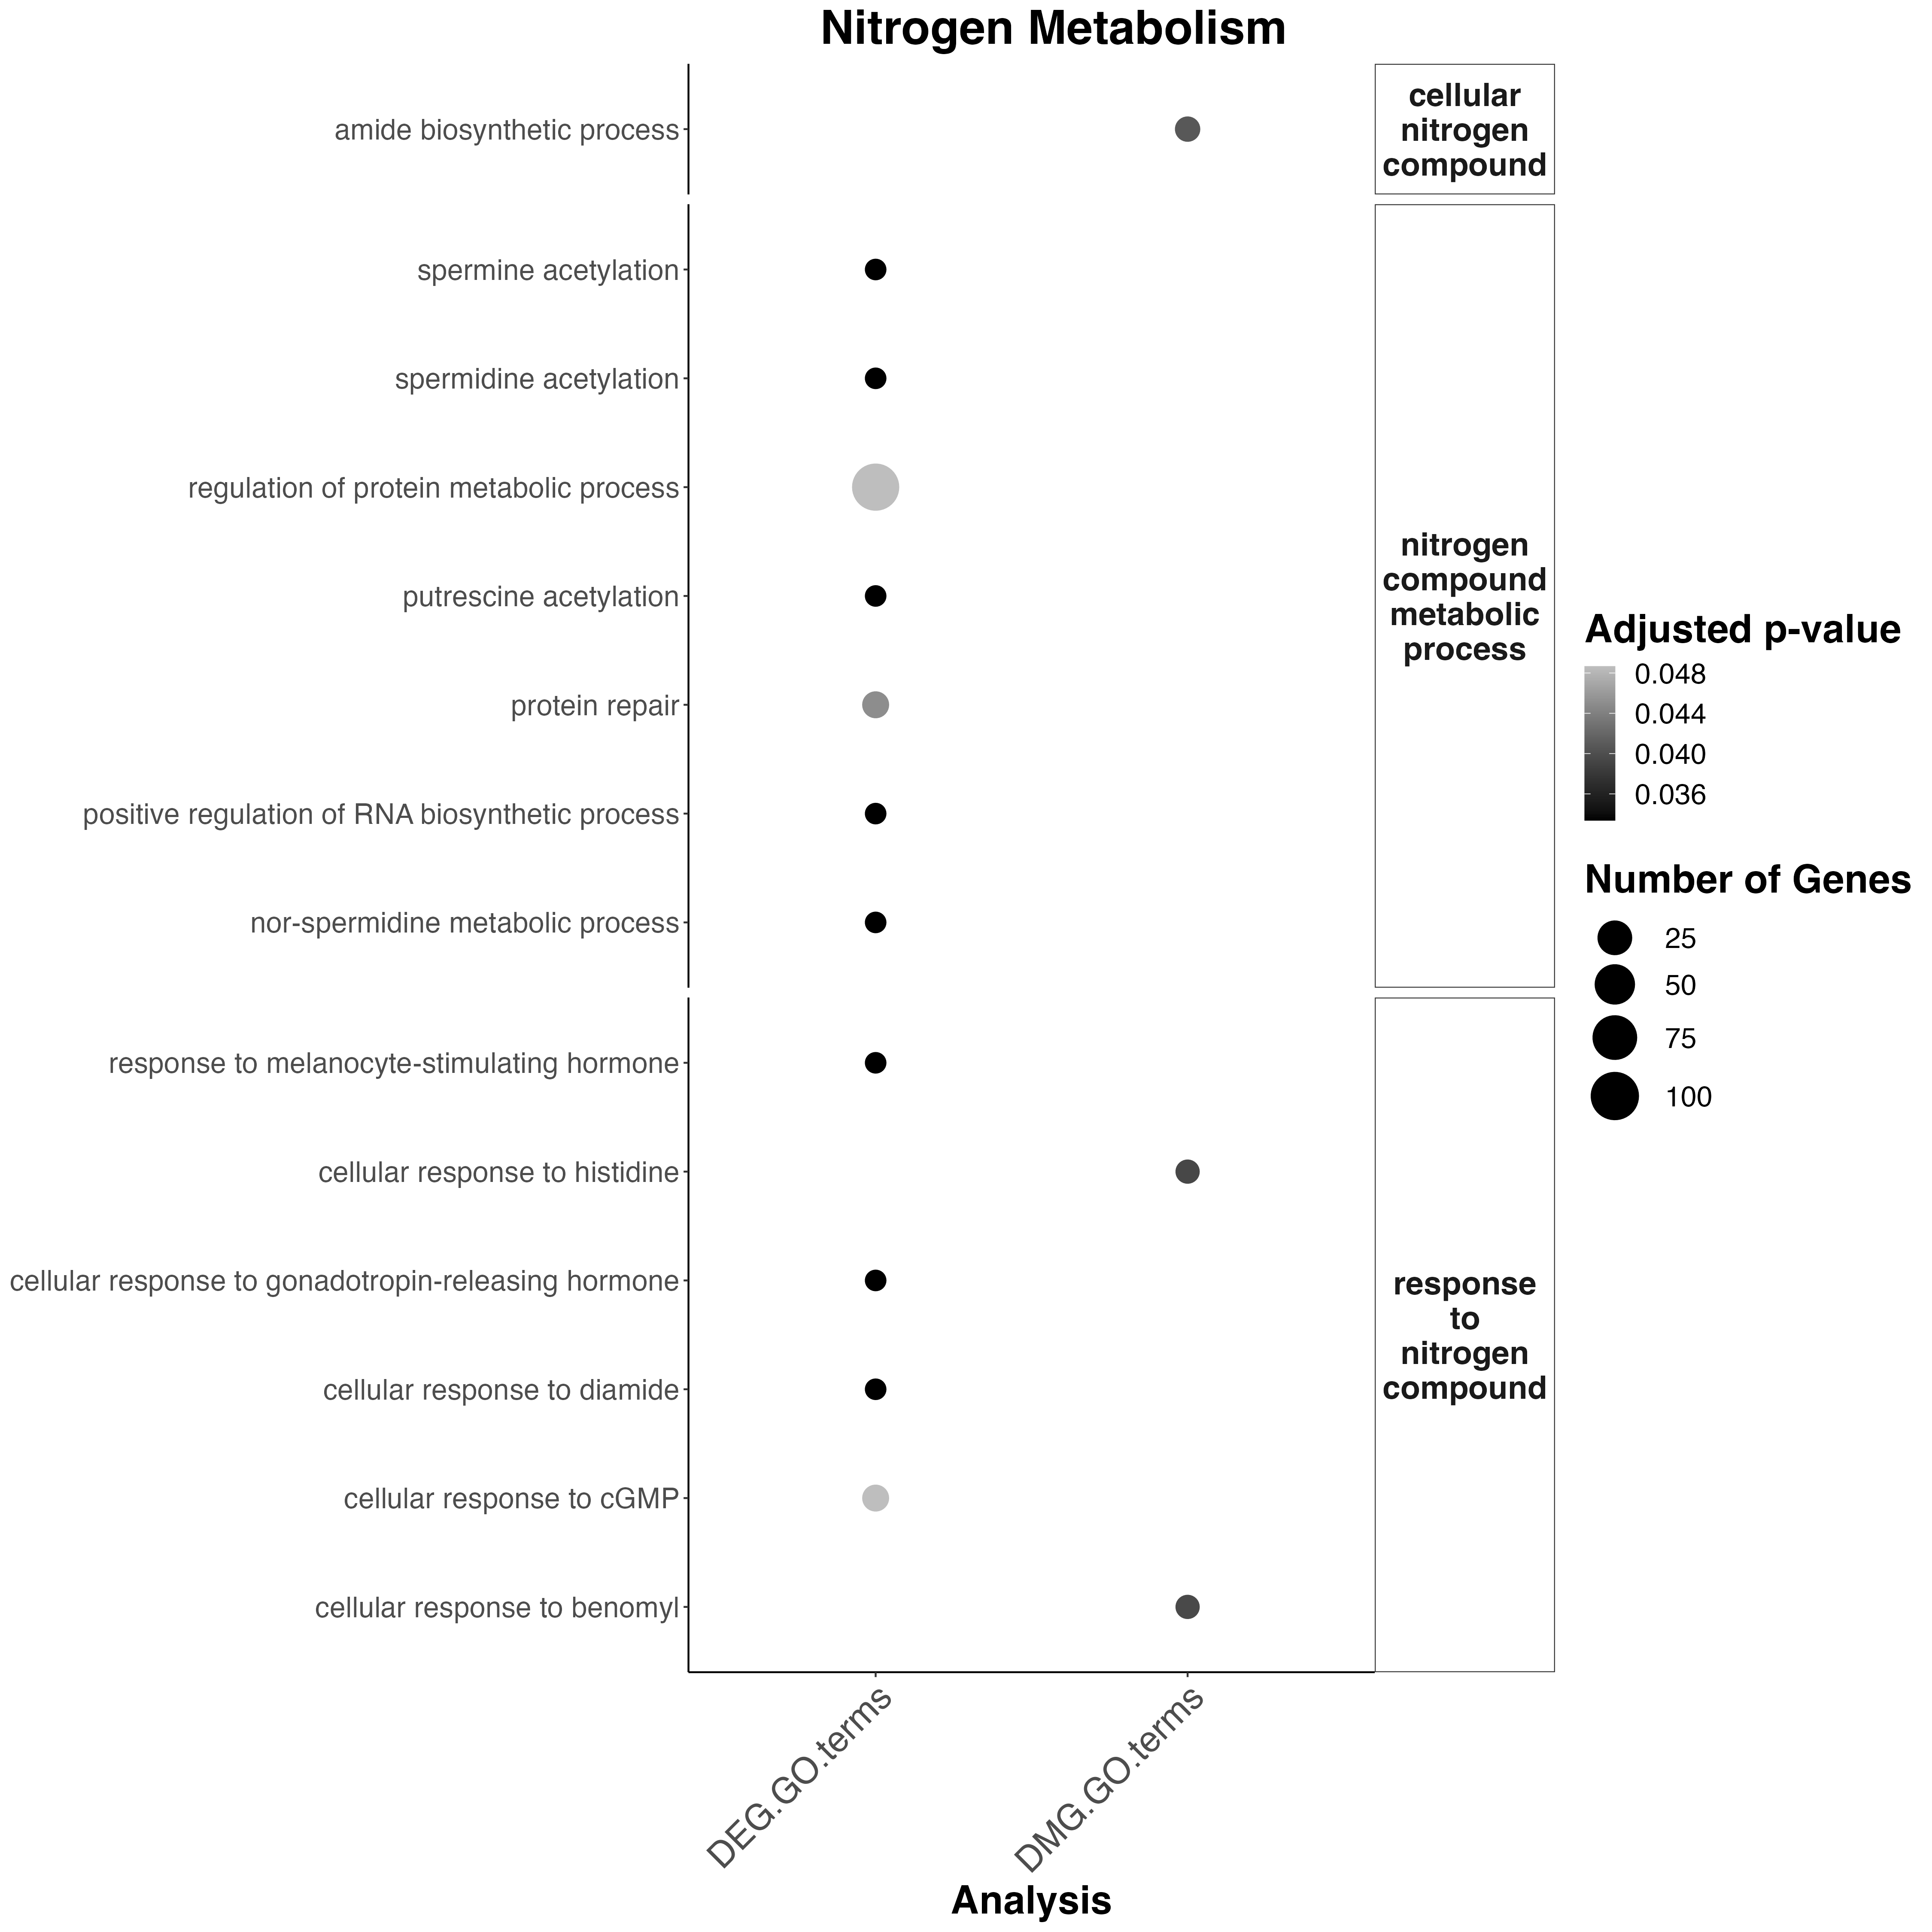 Nitrogen Metabolism
amide biosynthetic process
cellular
nitrogen
compound
spermine acetylation
spermidine acetylation
regulation of protein metabolic process
putrescine acetylation
protein repair
positive regulation of RNA biosynthetic process
nor-spermidine metabolic process
nitrogen
compound
metabolic
process
response to melanocyte-stimulating hormone
cellular response to histidine
cellular response to gonadotropin-releasing hormone
cellular response to diamide
cellular response to cGMP
cellular response to benomyl
response
to
nitrogen
compound
DEG.GO.terms
DMG.GO.terms
Analysis
Adjusted p-value
0.048
0.044
0.040
0.036
Number of Genes
25
50
75
100